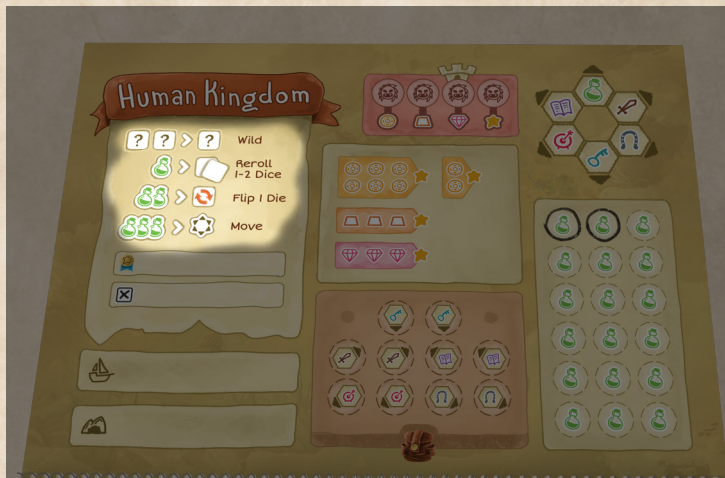 Human Kingdom
? ? > ? Wild
> Reroll
1-2 Dice
> Flip 1 Die
> Move